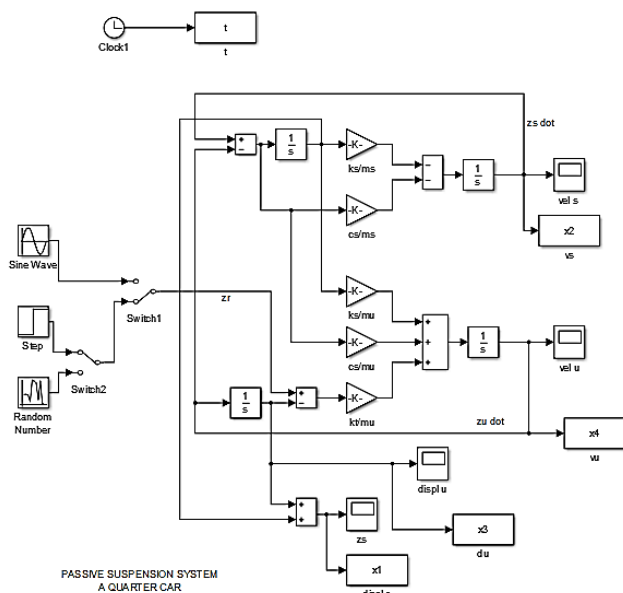 t
Clock1
t
zs dot
+
−
1
s
-K-
ks/ms
−
−
1
s
vel s
-K-
cs/ms
x2
vs
Sine Wave
zr
Switch1
Step
Switch2
Random
Number
-K-
ks/mu
-K-
cs/mu
-K-
kt/mu
+
+
+
1
s
vel u
1
s
+
−
zu dot
x4
vu
displ u
+
+
zs
x3
du
x1
PASSIVE SUSPENSION SYSTEM
A QUARTER CAR